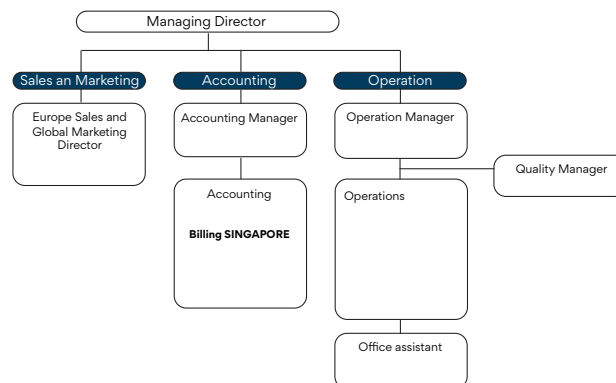 Managing Director
Sales an Marketing
Accounting
Operation
Europe Sales and
Global Marketing
Director
Accounting Manager
Operation Manager
Quality Manager
Accounting
Billing SINGAPORE
Operations
Office assistant